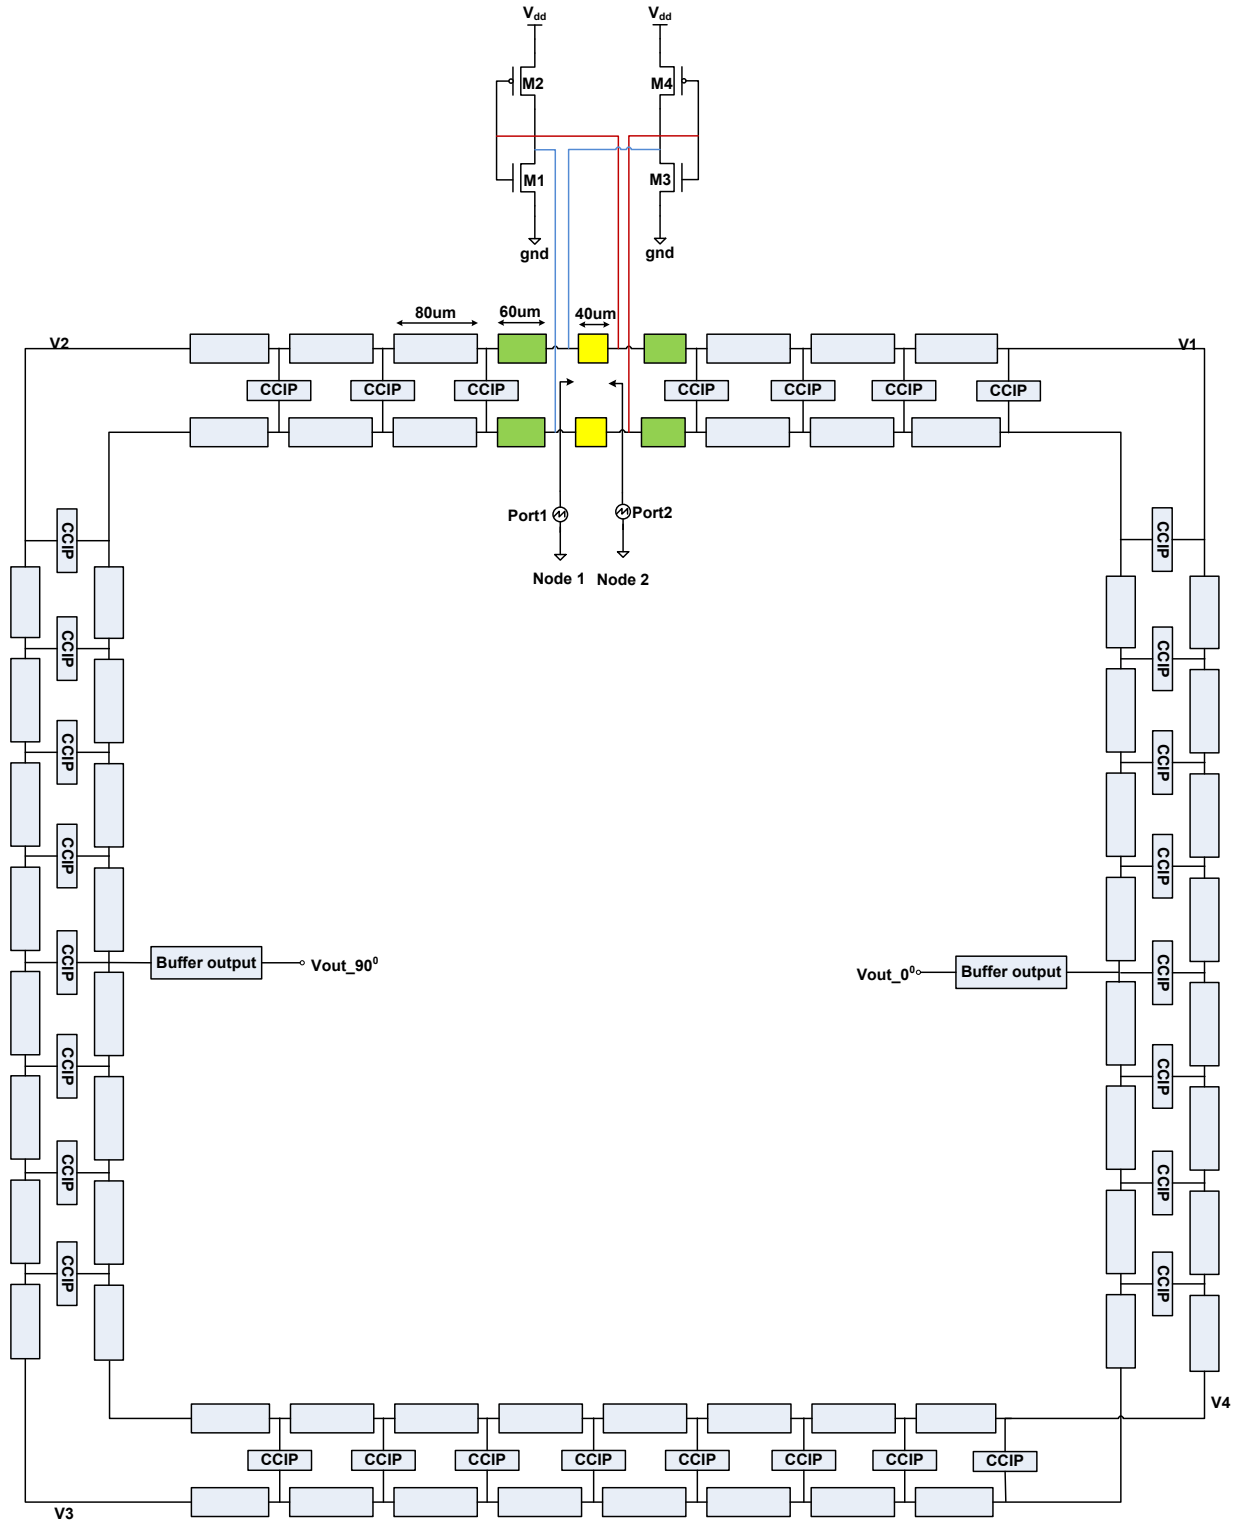 Vdd Vdd
M2 M4
M1 M3
gnd gnd
80um 60um 40um
V2 V1
CCIP CCIP CCIP CCIP CCIP CCIP CCIP
Port1 Port2
CCIP CCIP
Node 1 Node 2
CCIP CCIP
CCIP CCIP
CCIP CCIP
CCIP Buffer output Vout_90⁰ Vout_0⁰ Buffer output CCIP
CCIP CCIP
CCIP CCIP
CCIP CCIP
V4
CCIP CCIP CCIP CCIP CCIP CCIP CCIP CCIP
V3